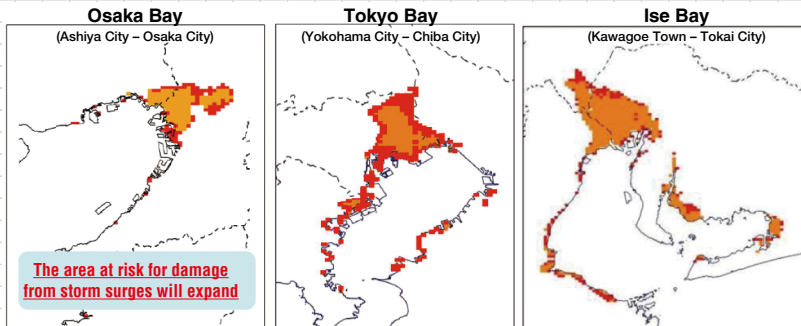 Osaka Bay
(Ashiya City – Osaka City)
Tokyo Bay
(Yokohama City – Chiba City)
Ise Bay
(Kawagoe Town – Tokai City)
The area at risk for damage
from storm surges will expand